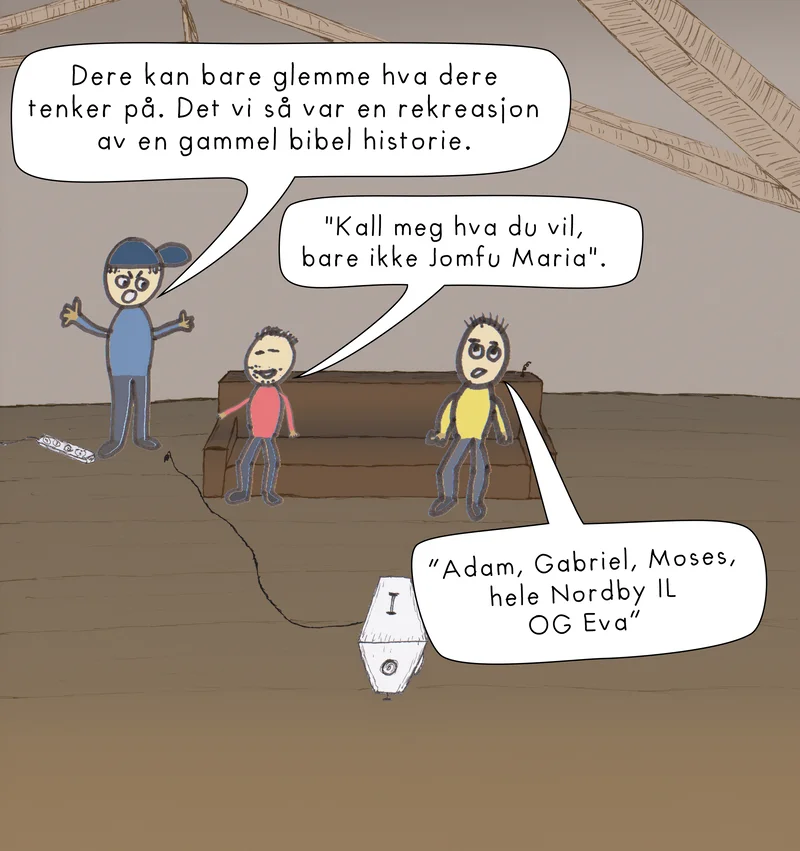 Dere kan bare glemme hva dere
tenker på. Det vi så var en rekreasjon
av en gammel bibel historie.
"Kall meg hva du vil,
bare ikke Jomfu Maria".
“Adam, Gabriel, Moses,
hele Nordby IL
OG Eva”
I
0